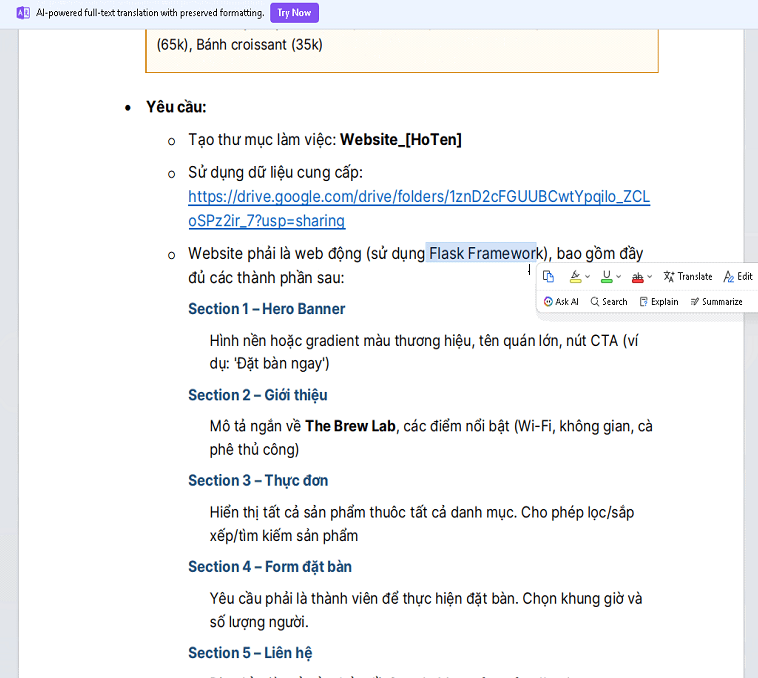 AI-powered full-text translation with preserved formatting. Try Now
(65k), Bánh croissant (35k)
• Yêu cầu:
o Tạo thư mục làm việc: Website_[HoTen]
o Sử dụng dữ liệu cung cấp:
https://drive.google.com/drive/folders/1znD2cFGUUBCwtYpqilo_ZCL
oSPz2ir_7?usp=sharing
o Website phải là web động (sử dụng Flask Framework), bao gồm đầy
đủ các thành phần sau:
Translate Edit
Ask AI Search Explain Summarize
Section 1 – Hero Banner
Hình nền hoặc gradient màu thương hiệu, tên quán lớn, nút CTA (ví
dụ: 'Đặt bàn ngay')
Section 2 – Giới thiệu
Mô tả ngắn về The Brew Lab, các điểm nổi bật (Wi-Fi, không gian, cà
phê thủ công)
Section 3 – Thực đơn
Hiển thị tất cả sản phẩm thuôc tất cả danh mục. Cho phép lọc/sắp
xếp/tìm kiếm sản phẩm
Section 4 – Form đặt bàn
Yêu cầu phải là thành viên để thực hiện đặt bàn. Chọn khung giờ và
số lượng người.
Section 5 – Liên hệ